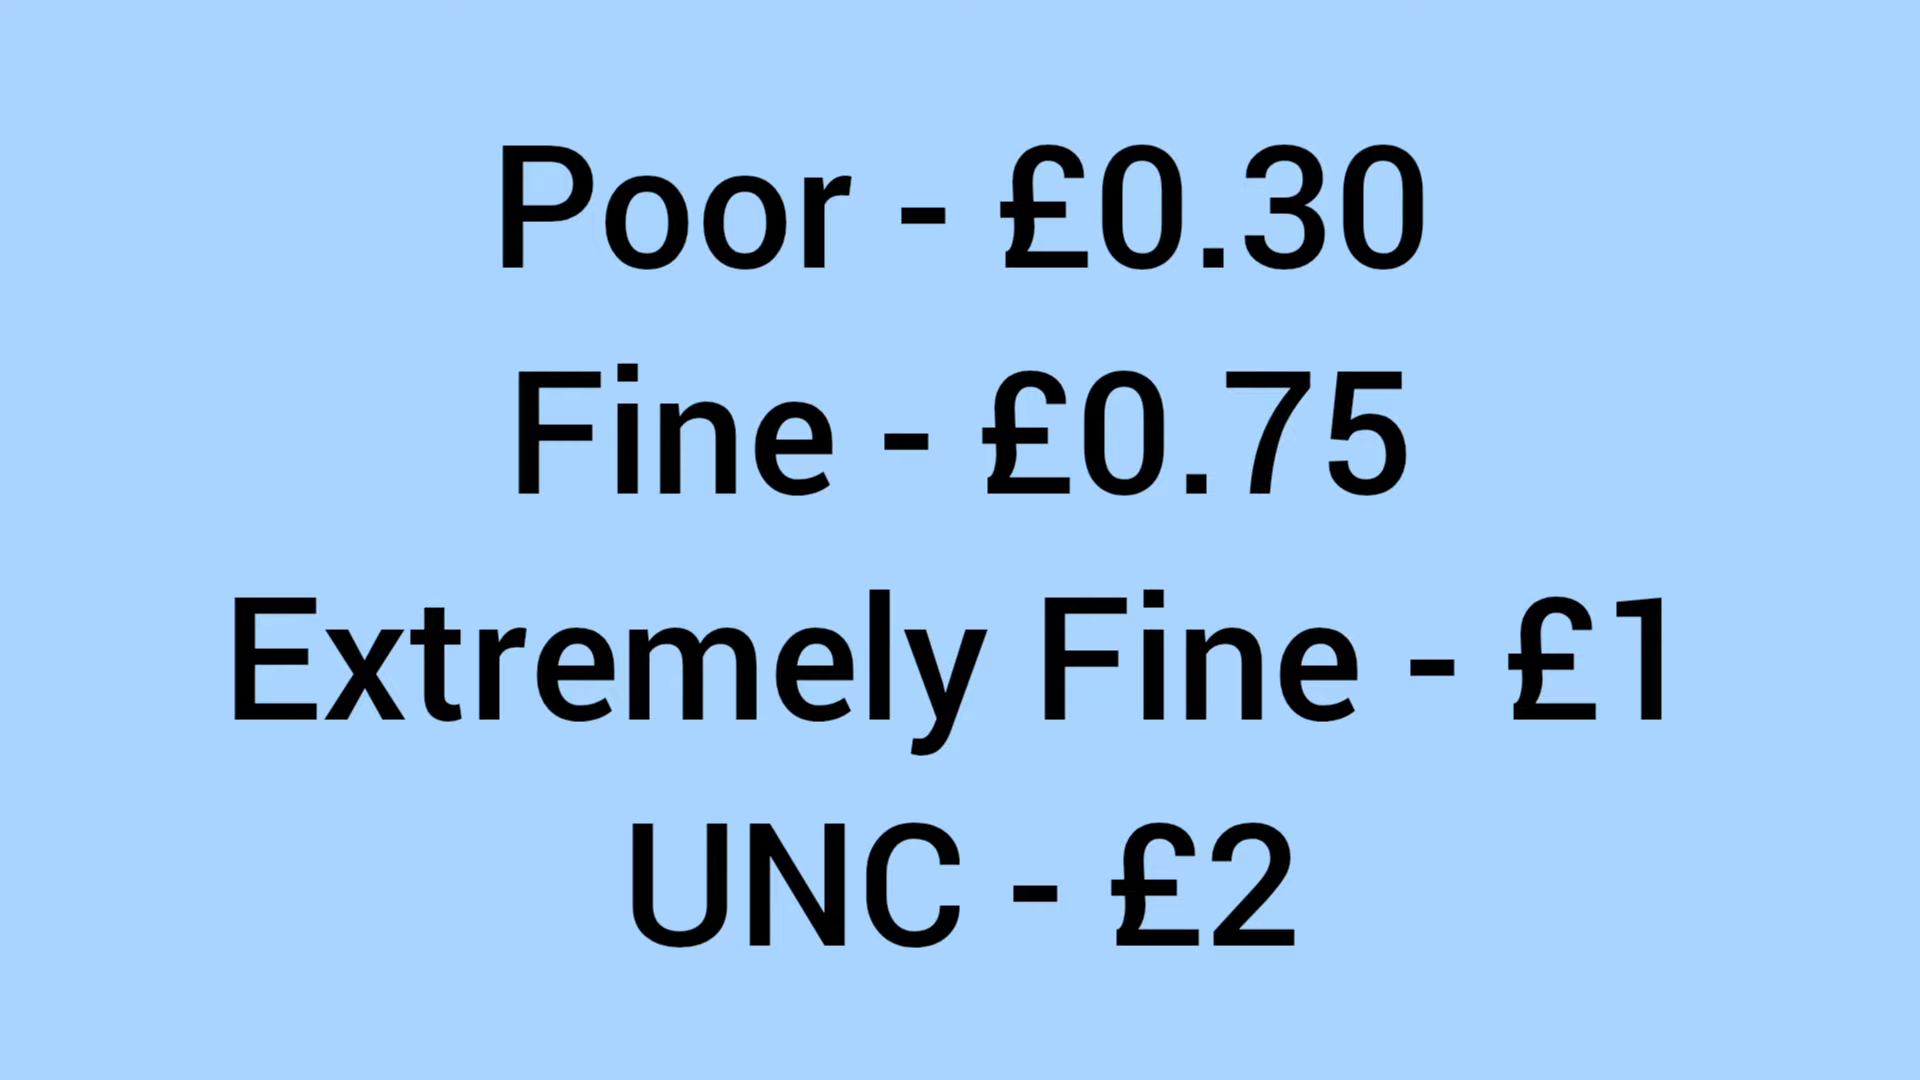 Poor - £0.30
Fine - £0.75
Extremely Fine - £1
UNC - £2